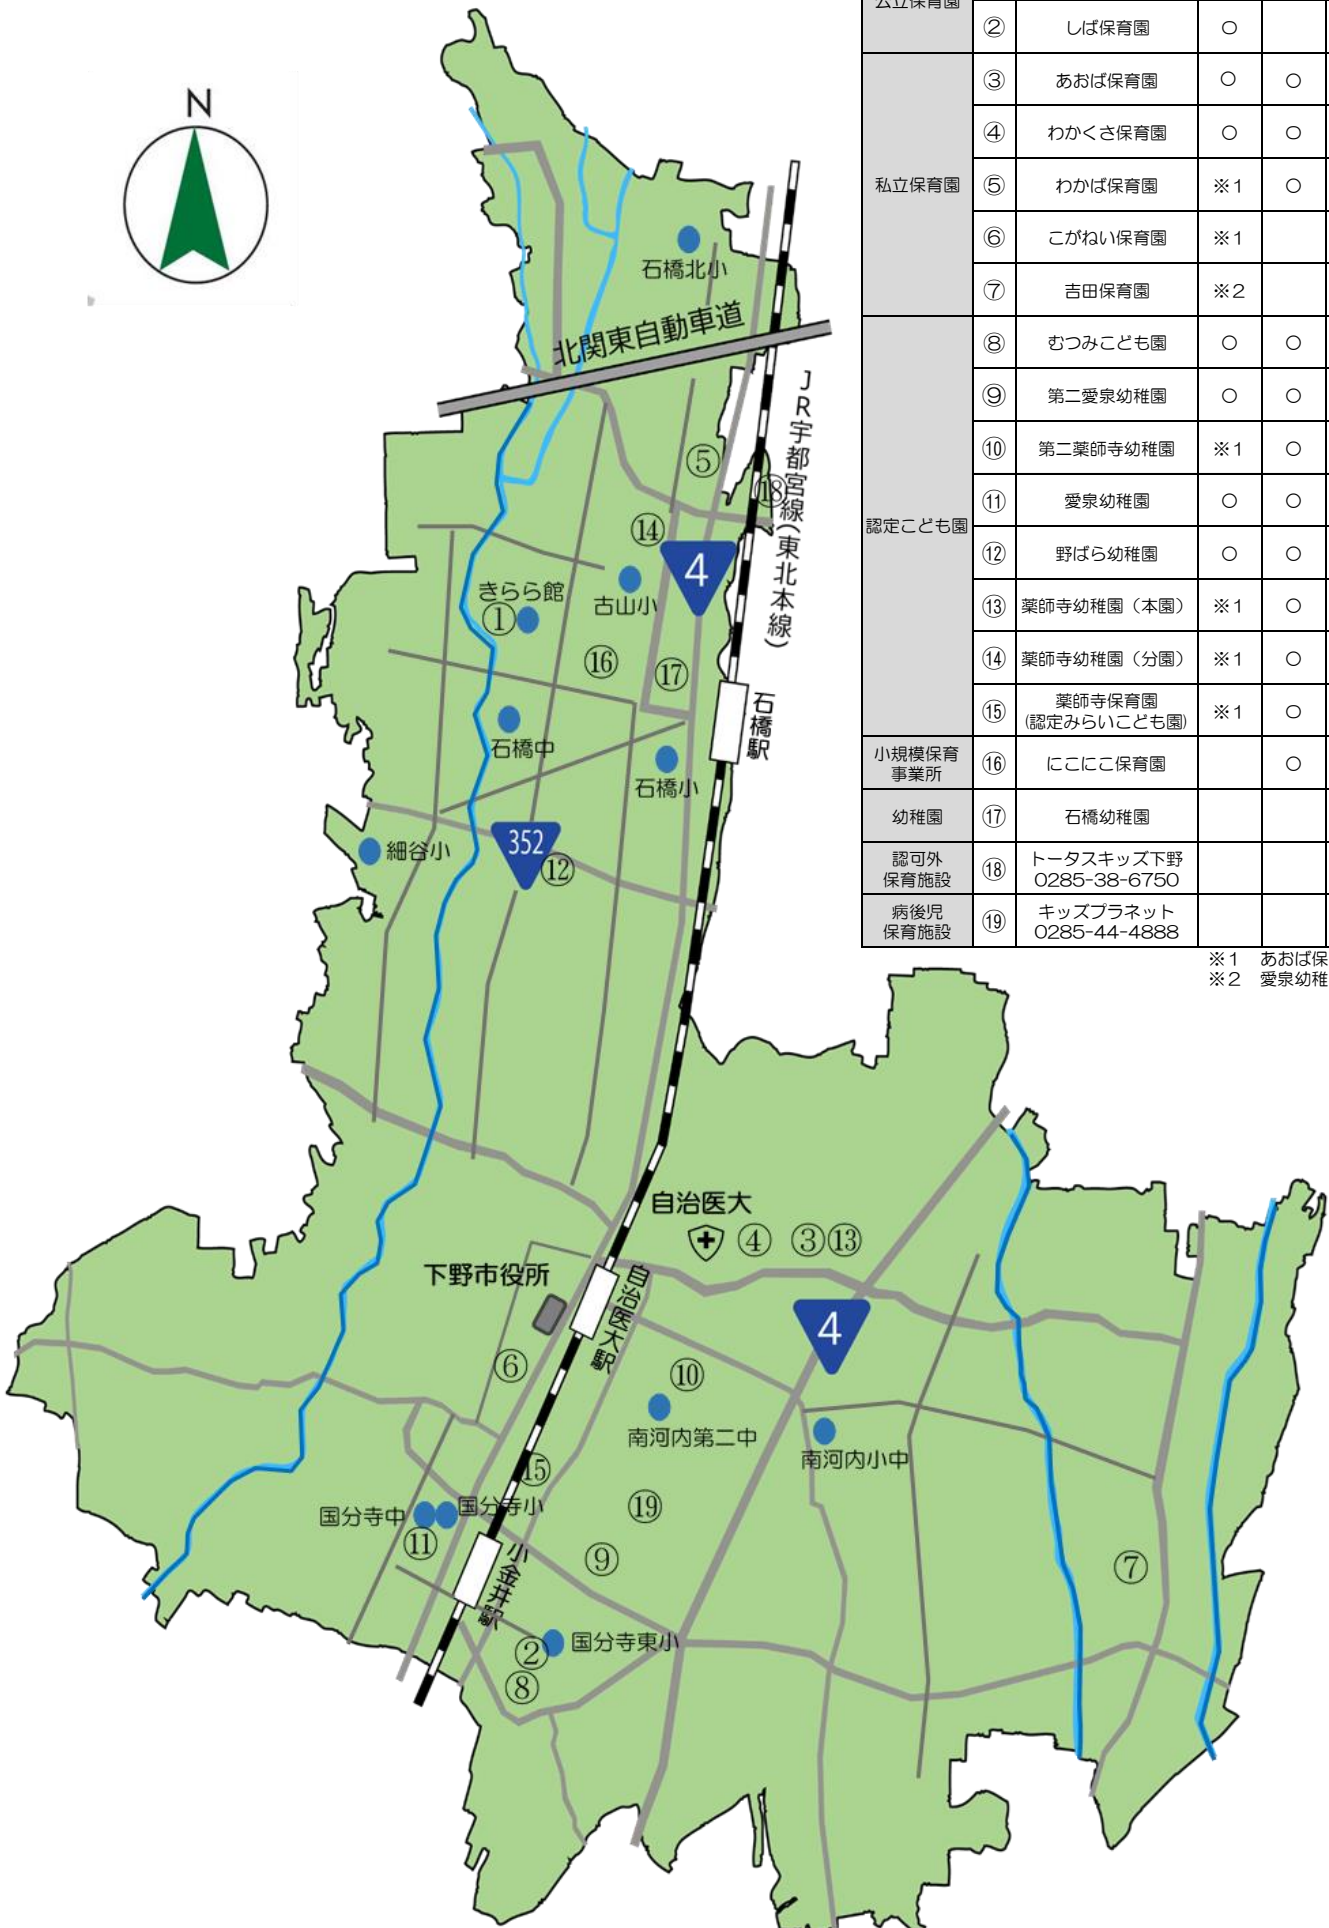 公立保育園
② しば保育園 ○
私立保育園
③ あおば保育園 ○ ○
④ わかくさ保育園 ○ ○
⑤ わかば保育園 ※1 ○
⑥ こがねい保育園 ※1
⑦ 吉田保育園 ※2
認定こども園
⑧ むつみこども園 ○ ○
⑨ 第二愛泉幼稚園 ○ ○
⑩ 第二薬師寺幼稚園 ※1 ○
⑪ 愛泉幼稚園 ○ ○
⑫ 野ばら幼稚園 ○ ○
⑬ 薬師寺幼稚園（本園） ※1 ○
⑭ 薬師寺幼稚園（分園） ※1 ○
⑮ 薬師寺保育園
(認定みらいこども園) ※1 ○
小規模保育
事業所
⑯ にこにこ保育園 ○
幼稚園
⑰ 石橋幼稚園
認可外
保育施設
⑱ トータスキッズ下野
0285-38-6750
病後児
保育施設
⑲ キッズプラネット
0285-44-4888
※1 あおば保
※2 愛泉幼稚
N
石橋北小
北関東自動車道
JR宇都宮線(東北本線)
⑤
⑱
⑭
4
きらら館
①
古山小
⑯
⑰
石橋駅
石橋中
石橋小
352
細谷小
⑫
自治医大
④ ③⑬
下野市役所
自治医大駅
4
⑥
⑩
南河内第二中
南河内小中
⑮
国分寺中
国分寺小
⑲
⑪
小金井駅
⑨
⑦
②
国分寺東小
⑧